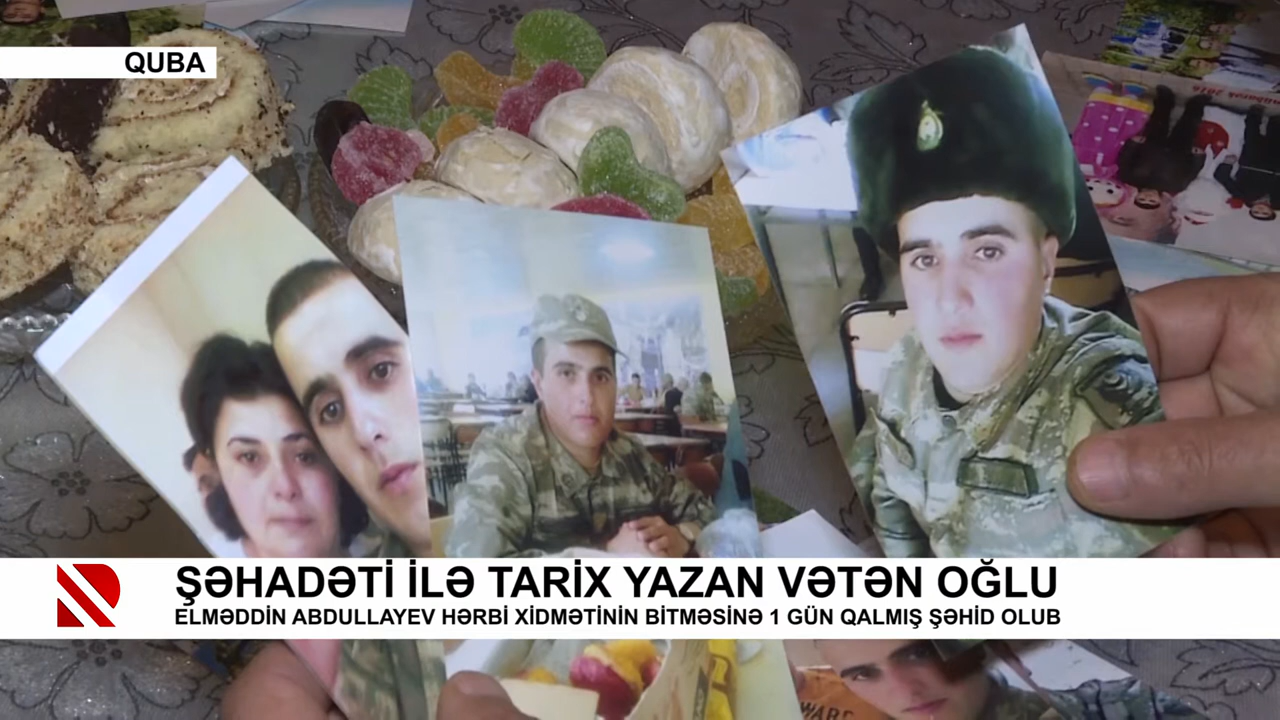 QUBA
ŞƏHADƏTİ İLƏ TARİX YAZAN VƏTƏN OĞLU
ELMƏDDİN ABDULLAYEV HƏRBİ XİDMƏTİNİN BİTMƏSİNƏ 1 GÜN QALMIŞ ŞƏHİD OLUB